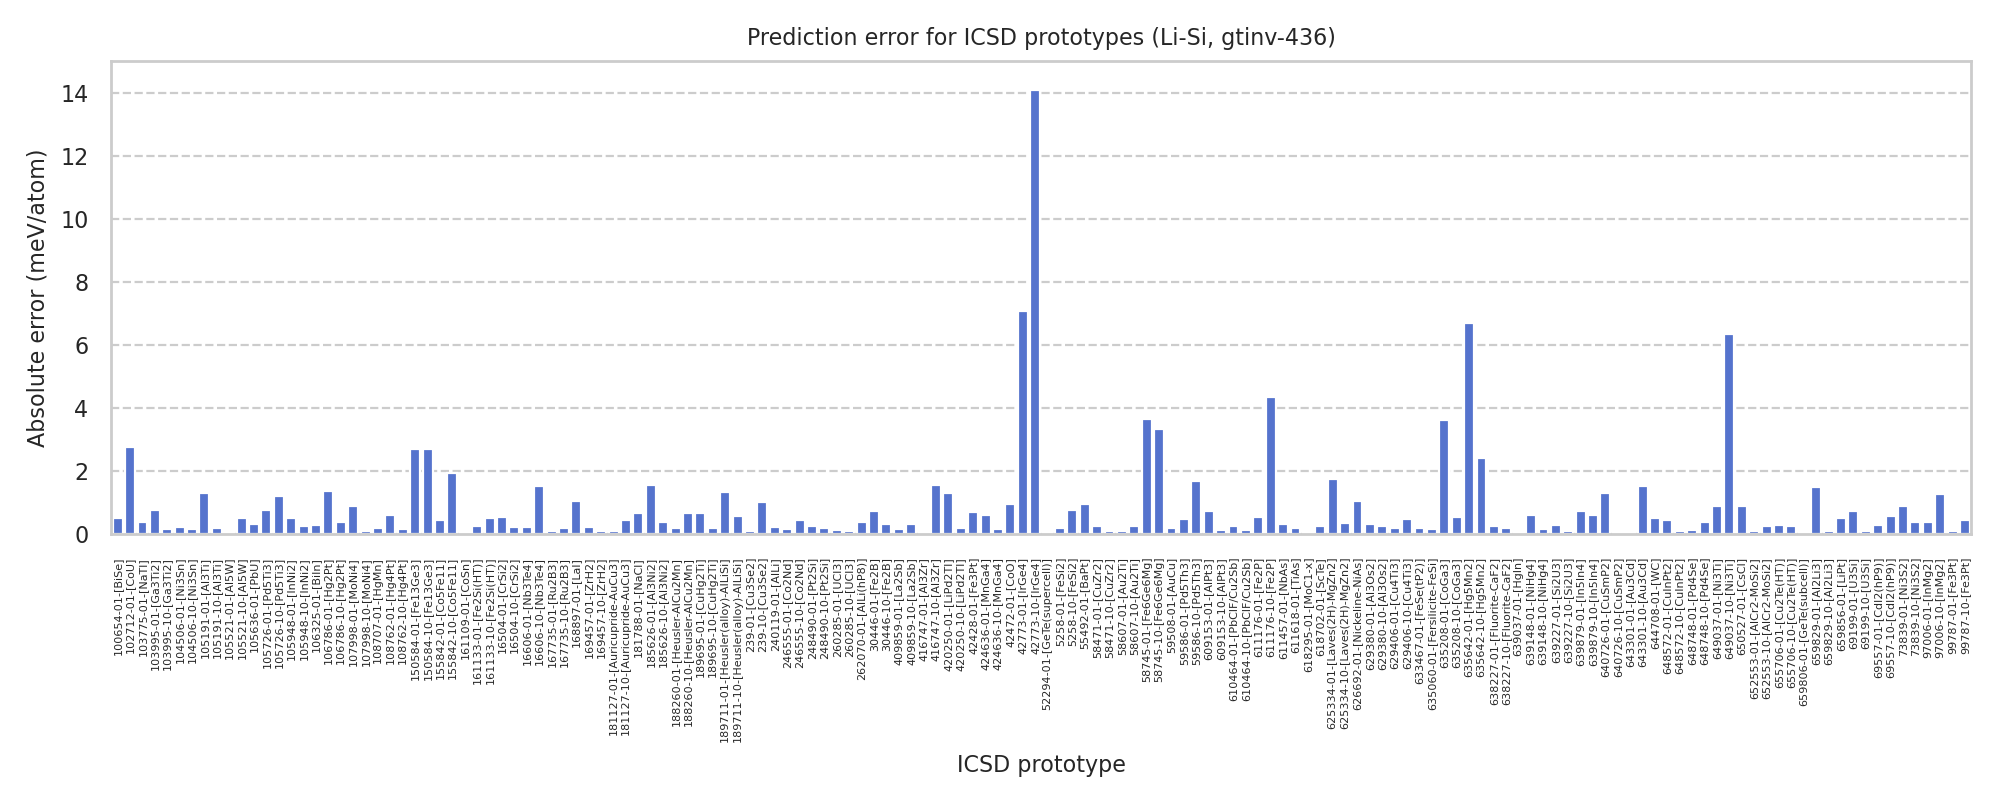 Prediction error for ICSD prototypes (Li-Si, gtinv-436)
Absolute error (meV/atom)
14
12
10
8
6
4
2
0
100654-01-[BiSe]
102712-01-[CoU]
103775-01-[NaTl]
103995-01-[Ga3Ti2]
103995-10-[Ga3Ti2]
104506-01-[Ni3Sn]
104506-10-[Ni3Sn]
105191-01-[Al3Ti]
105191-10-[Al3Ti]
105521-01-[Al5W]
105521-10-[Al5W]
105636-01-[PbU]
105726-01-[Pd5Ti3]
105726-10-[Pd5Ti3]
105948-01-[InNi2]
105948-10-[InNi2]
106325-01-[BiIn]
106786-01-[Hg2Pt]
106786-10-[Hg2Pt]
107998-01-[MoNi4]
107998-10-[MoNi4]
108707-01-[HgMn]
108762-01-[Hg4Pt]
108762-10-[Hg4Pt]
150584-01-[Fe13Ge3]
150584-10-[Fe13Ge3]
155842-01-[Co5Fe11]
155842-10-[Co5Fe11]
161109-01-[CoSn]
161133-01-[Fe2Si(HT)]
161133-10-[Fe2Si(HT)]
16504-01-[CrSi2]
16504-10-[CrSi2]
16606-01-[Nb3Te4]
16606-10-[Nb3Te4]
167735-01-[Ru2B3]
167735-10-[Ru2B3]
168897-01-[LaI]
169457-01-[ZrH2]
169457-10-[ZrH2]
181127-01-[Auricupride-AuCu3]
181127-10-[Auricupride-AuCu3]
181788-01-[NaCl]
185626-01-[Al3Ni2]
185626-10-[Al3Ni2]
188260-01-[Heusler-AlCu2Mn]
188260-10-[Heusler-AlCu2Mn]
189695-01-[CuHg2Ti]
189695-10-[CuHg2Ti]
189711-01-[Heusler(alloy)-AlLiSi]
189711-10-[Heusler(alloy)-AlLiSi]
239-01-[Cu3Se2]
239-10-[Cu3Se2]
240119-01-[AlLi]
246555-01-[Co2Nd]
246555-10-[Co2Nd]
248490-01-[Pt2Si]
248490-10-[Pt2Si]
260285-01-[UCl3]
260285-10-[UCl3]
262070-01-[AlLi(hP8)]
30446-01-[Fe2B]
30446-10-[Fe2B]
409859-01-[La2Sb]
409859-10-[La2Sb]
416747-01-[Al3Zr]
416747-10-[Al3Zr]
420250-01-[LiPd2Tl]
420250-10-[LiPd2Tl]
42428-01-[Fe3Pt]
424636-01-[MnGa4]
424636-10-[MnGa4]
42472-01-[CoO]
42773-01-[IrGe4]
42773-10-[IrGe4]
52294-01-[GeTe(supercell)]
5258-01-[FeSi2]
5258-10-[FeSi2]
55492-01-[BaPt]
58471-01-[CuZr2]
58471-10-[CuZr2]
58607-01-[Au2Ti]
58607-10-[Au2Ti]
58745-01-[Fe6Ge6Mg]
58745-10-[Fe6Ge6Mg]
59508-01-[AuCu]
59586-01-[Pd5Th3]
59586-10-[Pd5Th3]
609153-01-[AlPt3]
609153-10-[AlPt3]
610464-01-[PbClF/Cu2Sb]
610464-10-[PbClF/Cu2Sb]
611176-01-[Fe2P]
611176-10-[Fe2P]
611457-01-[NbAs]
611618-01-[TiAs]
618295-01-[MoC1-x]
618702-01-[ScTe]
625334-01-[Laves(2H)-MgZn2]
625334-10-[Laves(2H)-MgZn2]
626692-01-[Nickeline-NiAs]
629380-01-[Al3Os2]
629380-10-[Al3Os2]
629406-01-[Cu4Ti3]
629406-10-[Cu4Ti3]
633467-01-[FeSe(tP2)]
635060-01-[Fersilicite-FeSi]
635208-01-[CoGa3]
635208-10-[CoGa3]
635642-01-[Hg5Mn2]
635642-10-[Hg5Mn2]
638227-01-[Fluorite-CaF2]
638227-10-[Fluorite-CaF2]
639037-01-[HgIn]
639148-01-[NiHg4]
639148-10-[NiHg4]
639227-01-[Si2U3]
639227-10-[Si2U3]
639879-01-[In5In4]
639879-10-[In5In4]
640726-01-[CuSmP2]
640726-10-[CuSmP2]
643301-01-[Au3Cd]
643301-10-[Au3Cd]
644708-01-[WC]
648572-01-[CuInPt2]
648572-10-[CuInPt2]
648748-01-[Pd4Se]
648748-10-[Pd4Se]
649037-01-[Ni3Ti]
649037-10-[Ni3Ti]
650527-01-[CsCl]
652553-01-[AlCr2-MoSi2]
652553-10-[AlCr2-MoSi2]
655706-01-[Cu2Te(HT)]
655706-10-[Cu2Te(HT)]
659806-01-[GeTe(subcell)]
659829-01-[Al2Li3]
659829-10-[Al2Li3]
659856-01-[LiPt]
69199-01-[U3Si]
69199-10-[U3Si]
69557-01-[CdI2(hP9)]
69557-10-[CdI2(hP9)]
73839-01-[Ni3S2]
73839-10-[Ni3S2]
97006-01-[InMg2]
97006-10-[InMg2]
99787-01-[Fe3Pt]
99787-10-[Fe3Pt]
ICSD prototype